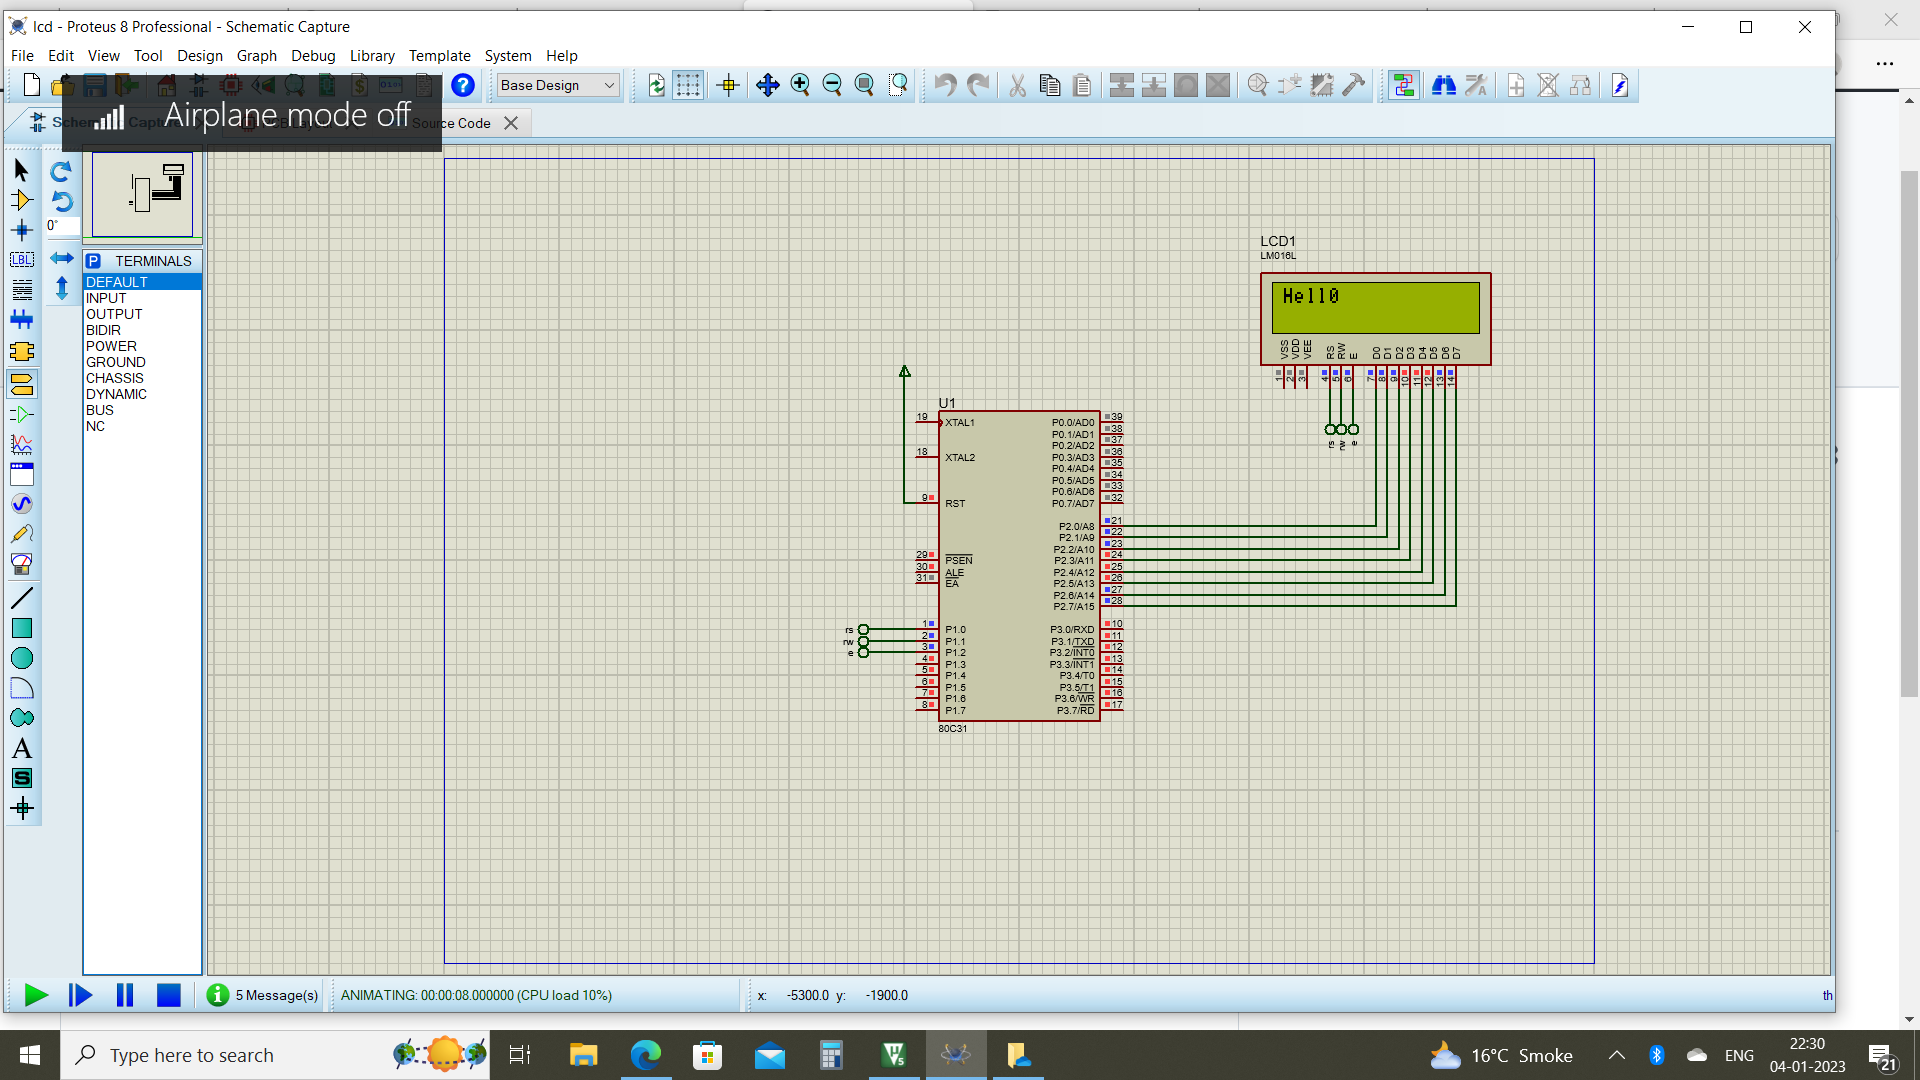 lcd - Proteus 8 Professional - Schematic Capture
File Edit View Tool Design Graph Debug Library Template System Help
Base Design
Airplane mode off
Source Code
0°
LBL
P TERMINALS
DEFAULT
INPUT
OUTPUT
BIDIR
POWER
GROUND
CHASSIS
DYNAMIC
BUS
NC
A
S
LCD1
LM016L
Hell0
VSS VDD VEE RS RW E D0 D1 D2 D3 D4 D5 D6 D7
1 2 3 4 5 6 7 8 9 10 11 12 13 14
rs rw e
U1
19 XTAL1 P0.0/AD0 39
P0.1/AD1 38
P0.2/AD2 37
18 XTAL2 P0.3/AD3 36
P0.4/AD4 35
P0.5/AD5 34
P0.6/AD6 33
9 RST P0.7/AD7 32
P2.0/A8 21
P2.1/A9 22
P2.2/A10 23
29 PSEN P2.3/A11 24
30 ALE P2.4/A12 25
31 EA P2.5/A13 26
P2.6/A14 27
P2.7/A15 28
rs 1 P1.0 P3.0/RXD 10
rw 2 P1.1 P3.1/TXD 11
e 3 P1.2 P3.2/INT0 12
4 P1.3 P3.3/INT1 13
5 P1.4 P3.4/T0 14
6 P1.5 P3.5/T1 15
7 P1.6 P3.6/WR 16
8 P1.7 P3.7/RD 17
80C31
5 Message(s) ANIMATING: 00:00:08.000000 (CPU load 10%) x: -5300.0 y: -1900.0 th
Type here to search
16°C Smoke
ENG
22:30
04-01-2023
21